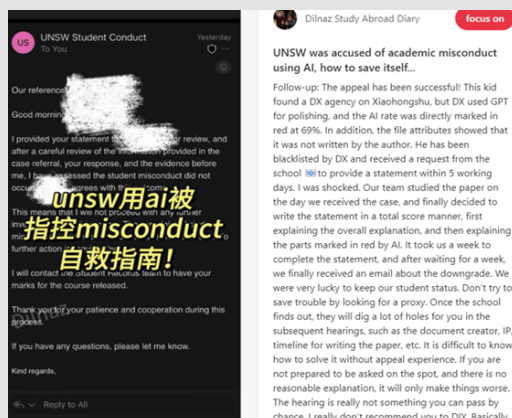 US
UNSW Student Conduct
To You
Yesterday
Our reference
Good morning
I provided your statement to for review, and
after a careful review of the information provided in the
case referral, your response, and the evidence before
me, I have assessed the student misconduct did not
agrees with this
This means that I will not proceed with any further
unsw用ai被
指控misconduct
自救指南!
I will contact the Student Records team to have your
marks for the course released.
Thank you for your patience and cooperation during this
process.
Dilnaz
If you have any questions, please let me know.
Kind regards,
Reply to All
Dilnaz Study Abroad Diary
focus on
UNSW was accused of academic misconduct
using AI, how to save itself...
Follow-up: The appeal has been successful! This kid
found a DX agency on Xiaohongshu, but DX used GPT
for polishing, and the AI rate was directly marked in
red at 69%. In addition, the file attributes showed that
it was not written by the author. He has been
blacklisted by DX and received a request from the
school to provide a statement within 5 working
days. I was shocked. Our team studied the paper on
the day we received the case, and finally decided to
write the statement in a total score manner, first
explaining the overall explanation, and then explaining
the parts marked in red by AI. It took us a week to
complete the statement, and after waiting for a week,
we finally received an email about the downgrade. We
were very lucky to keep our student status. Don't try to
save trouble by looking for a proxy. Once the school
finds out, they will dig a lot of holes for you in the
subsequent hearings, such as the document creator, IP,
timeline for writing the paper, etc. It is difficult to know
how to solve it without appeal experience. If you are
not prepared to be asked on the spot, and there is no
reasonable explanation, it will only make things worse.
The hearing is really not something you can pass by
chance. I really don't recommend you to DIY. Basically